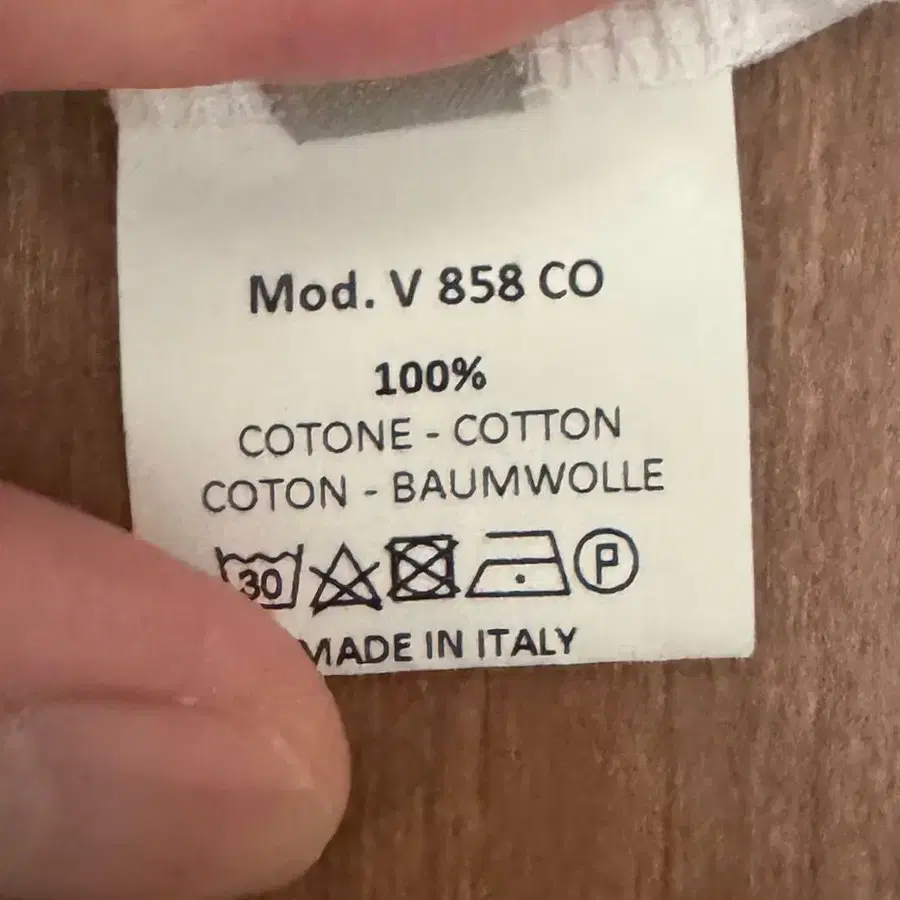 Mod. V 858 CO
100%
COTONE - COTTON
COTON - BAUMWOLLE
30 P
MADE IN ITALY